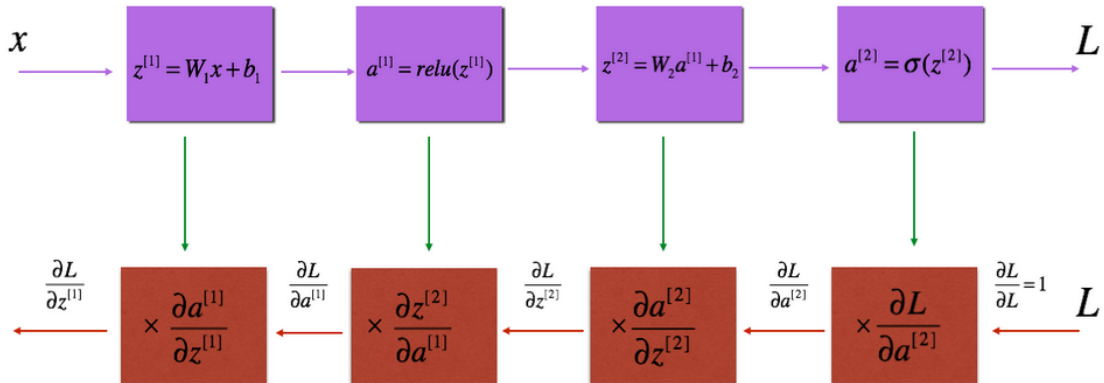 x
z^{[1]} = W_1 x + b_1
a^{[1]} = relu(z^{[1]})
z^{[2]} = W_2 a^{[1]} + b_2
a^{[2]} = σ(z^{[2]})
L
∂L/∂z^{[1]}
× ∂a^{[1]}/∂z^{[1]}
∂L/∂a^{[1]}
× ∂z^{[2]}/∂a^{[1]}
∂L/∂z^{[2]}
× ∂a^{[2]}/∂z^{[2]}
∂L/∂a^{[2]}
× ∂L/∂a^{[2]}
∂L/∂L = 1
L